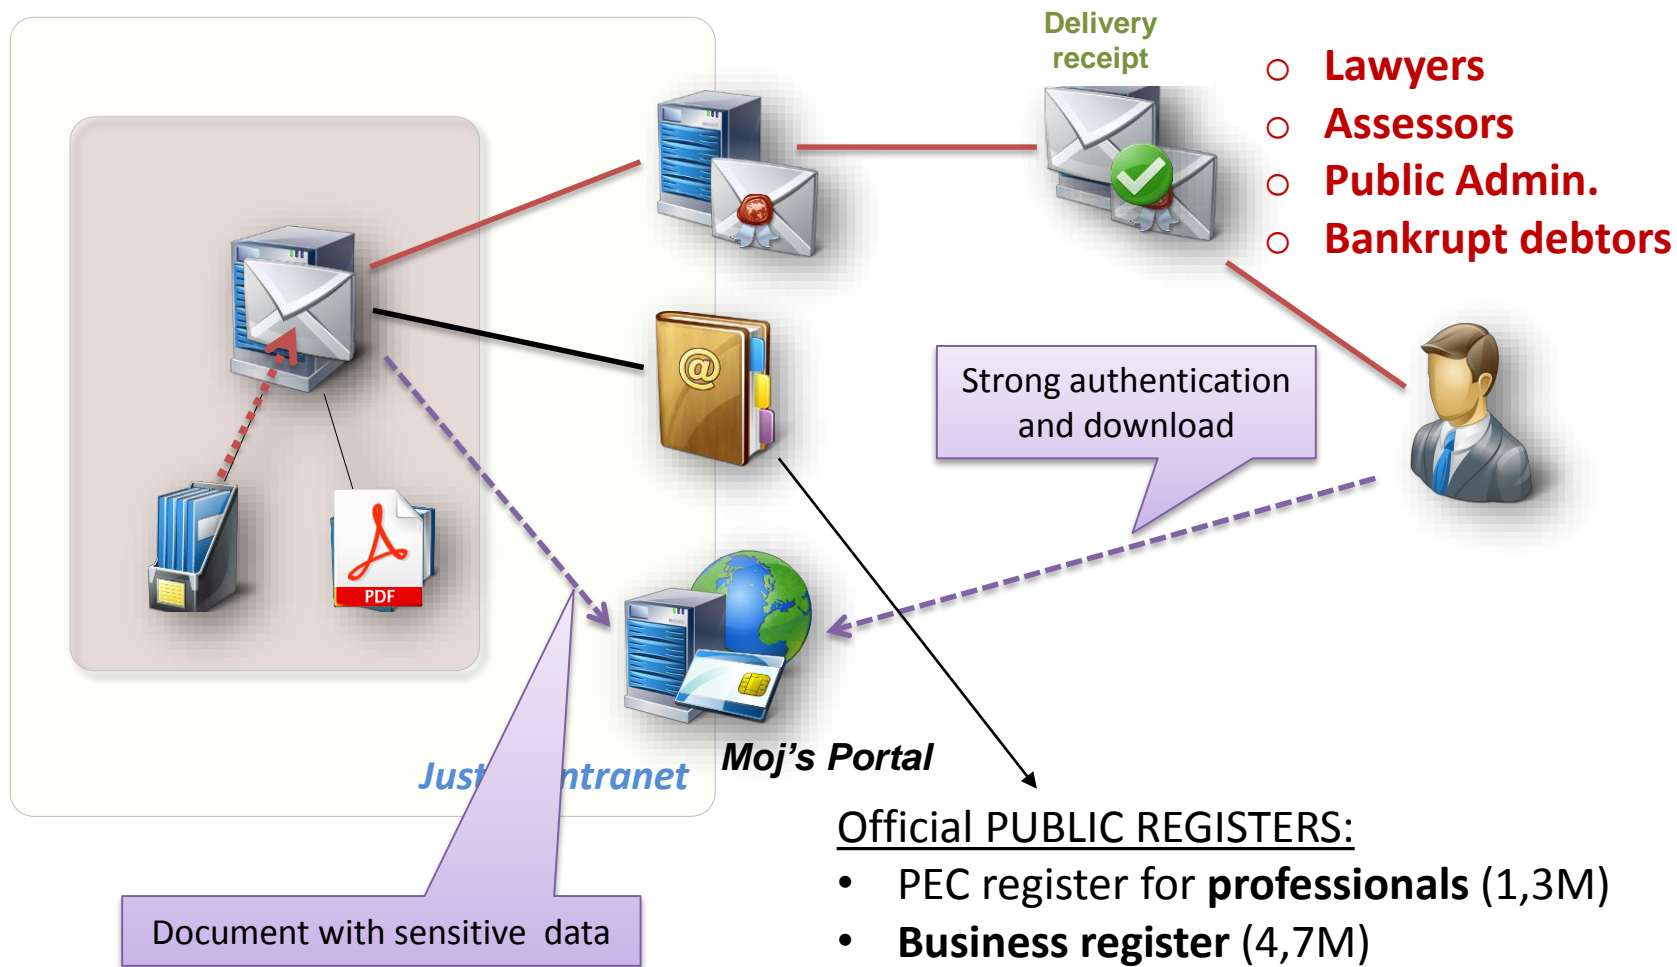 Delivery
receipt
o Lawyers
o Assessors
o Public Admin.
o Bankrupt debtors
@
Strong authentication
and download
PDF
Moj's Portal
Just ntranet
Official PUBLIC REGISTERS:
• PEC register for professionals (1,3M)
• Business register (4,7M)
Document with sensitive data